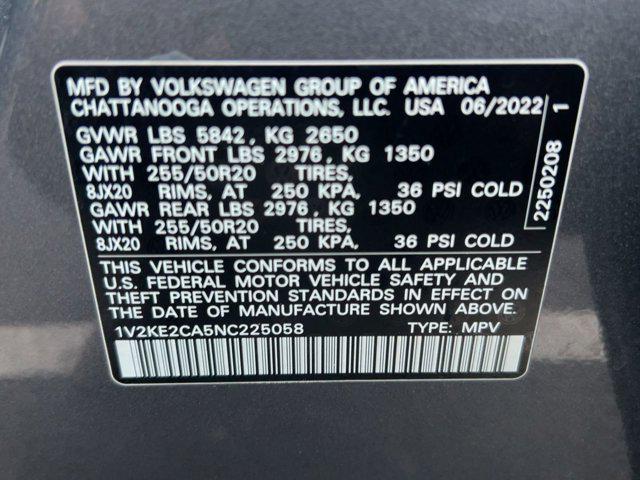 MFD BY VOLKSWAGEN GROUP OF AMERICA
CHATTANOOGA OPERATIONS, LLC. USA 06/2022
GVWR LBS 5842, KG 2650
GAWR FRONT LBS 2976, KG 1350
WITH 255/50R20 TIRES,
8JX20 RIMS, AT 250 KPA, 36 PSI COLD
GAWR REAR LBS 2976, KG 1350
WITH 255/50R20 TIRES,
8JX20 RIMS, AT 250 KPA, 36 PSI COLD
THIS VEHICLE CONFORMS TO ALL APPLICABLE
U.S. FEDERAL MOTOR VEHICLE SAFETY AND
THEFT PREVENTION STANDARDS IN EFFECT ON
THE DATE OF MANUFACTURE SHOWN ABOVE.
1V2KE2CA5NC225058 TYPE: MPV
2250208 1